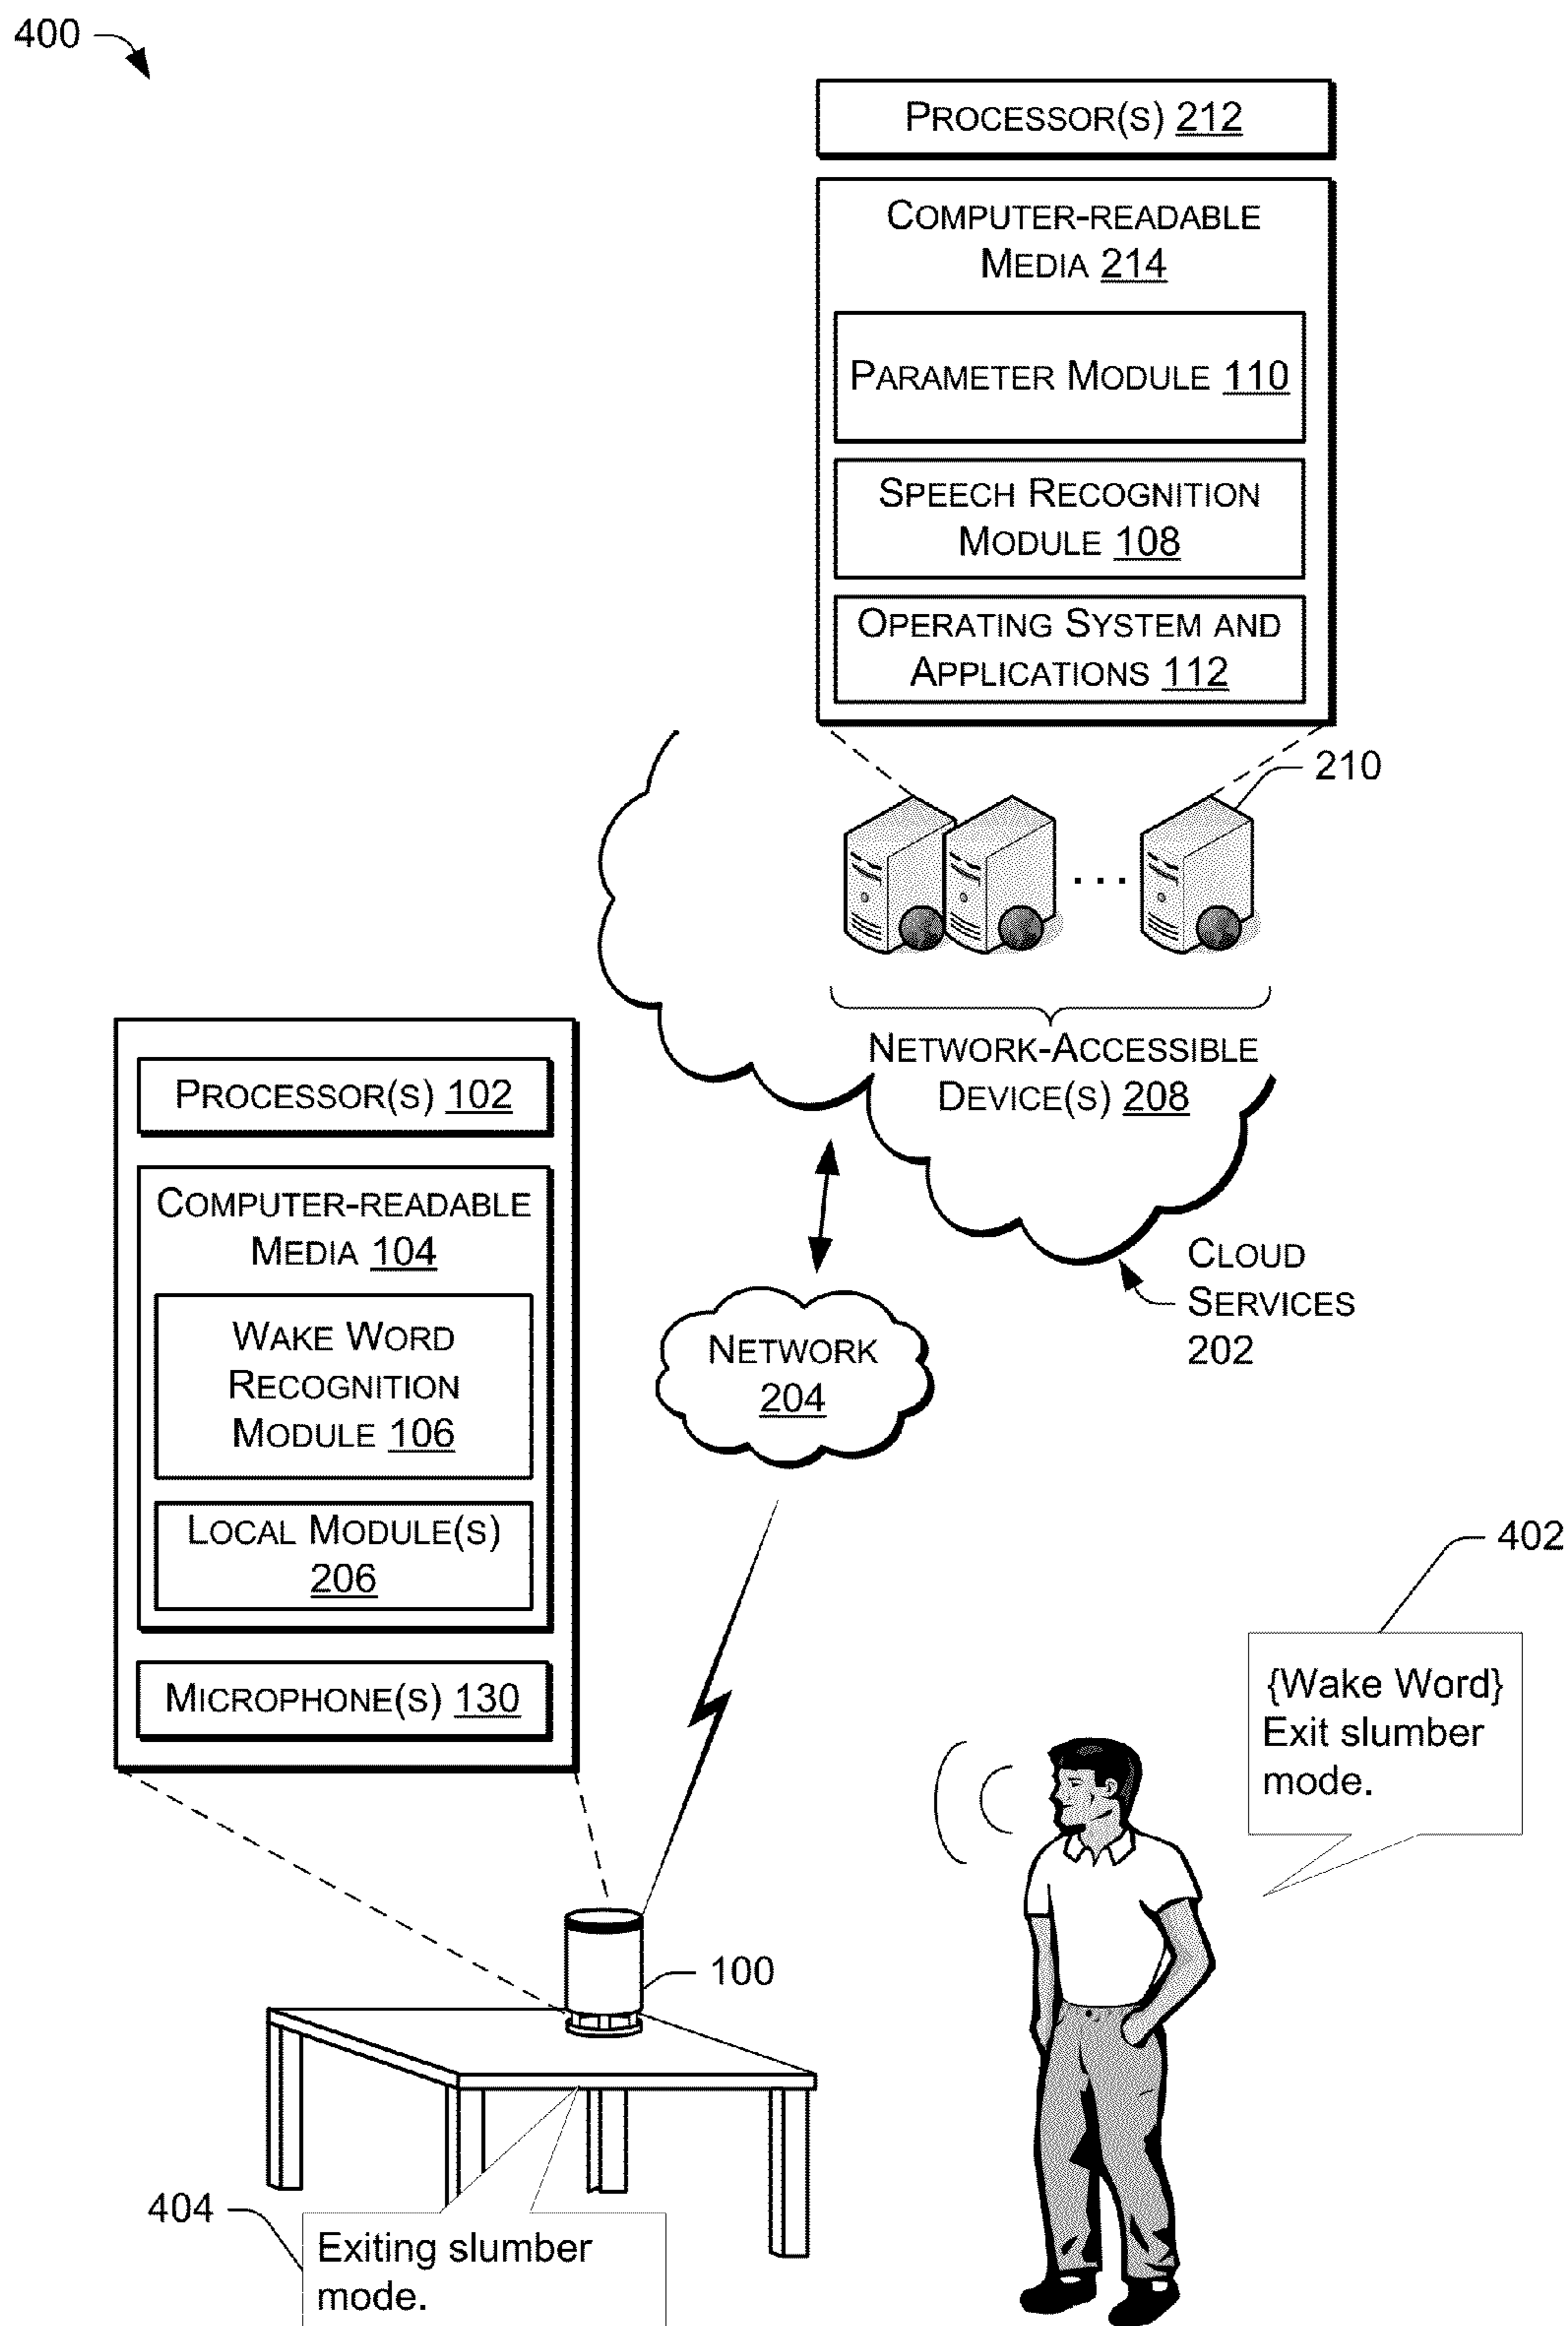 400
PROCESSOR(S) 212
COMPUTER-READABLE
MEDIA 214
PARAMETER MODULE 110
SPEECH RECOGNITION
MODULE 108
OPERATING SYSTEM AND
APPLICATIONS 112
210
...
NETWORK-ACCESSIBLE
DEVICE(S) 208
CLOUD
SERVICES
202
NETWORK
204
PROCESSOR(S) 102
COMPUTER-READABLE
MEDIA 104
WAKE WORD
RECOGNITION
MODULE 106
LOCAL MODULE(S)
206
MICROPHONE(S) 130
402
{Wake Word}
Exit slumber
mode.
100
404
Exiting slumber
mode.